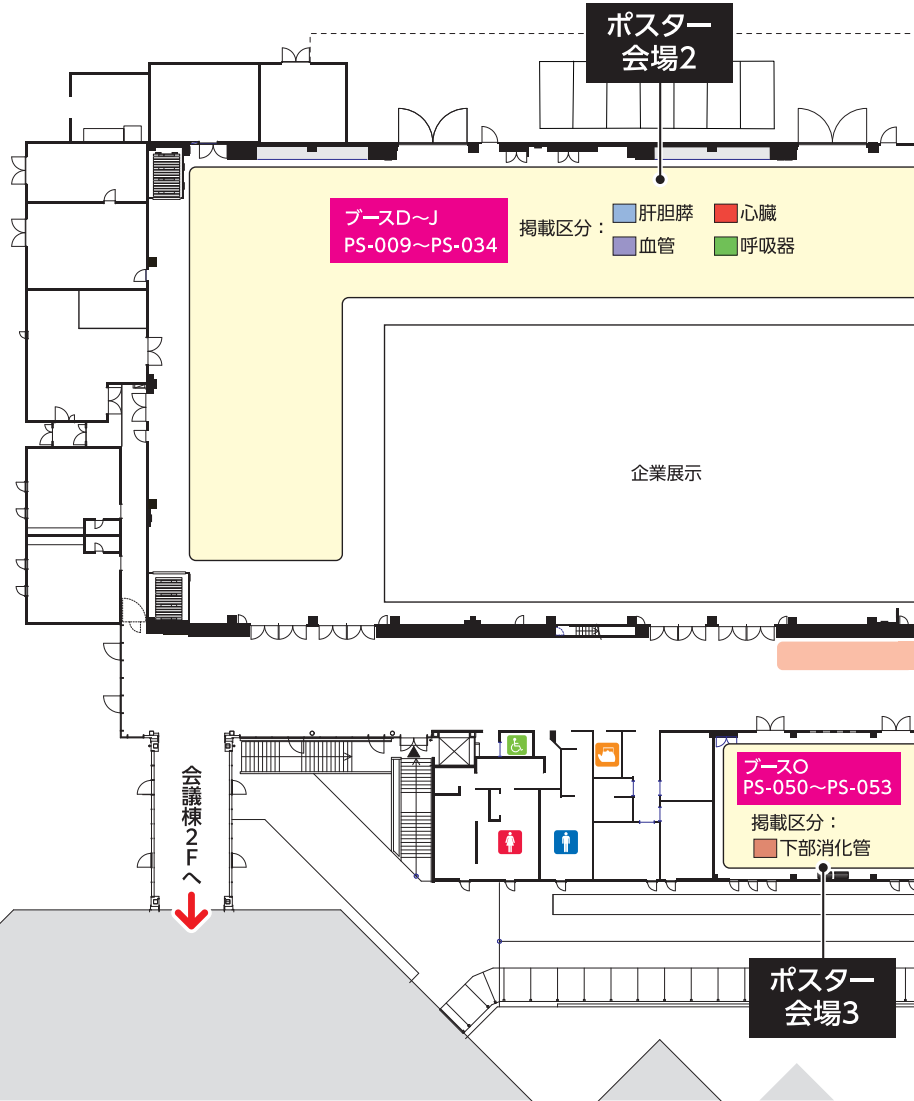 ポスター
会場2
ブースD～J
PS-009～PS-034
掲載区分：
肝胆膵
心臓
血管
呼吸器
企業展示
会議棟2Fへ
ブースO
PS-050～PS-053
掲載区分：
下部消化管
ポスター
会場3